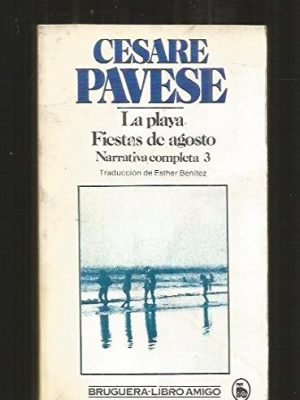 CESARE
PAVESE
La playa
Fiestas de agosto
Narrativa completa 3
Traducción de Esther Benítez
BRUGUERA-LIBRO AMIGO